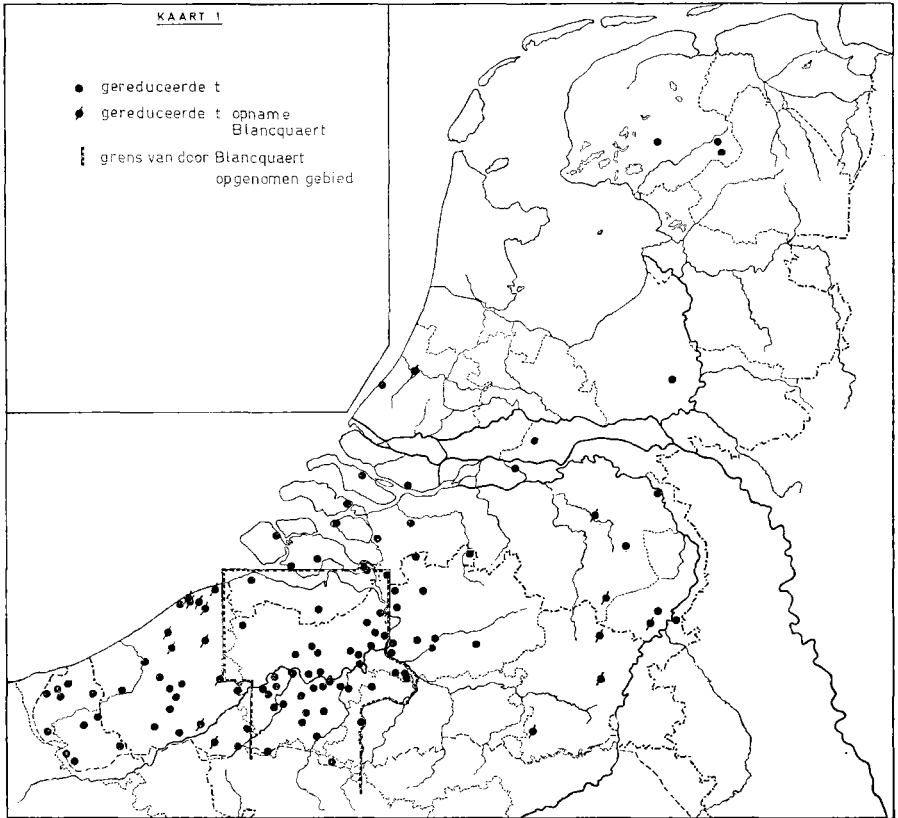 KAART 1
gereduceerde t
gereduceerde t opname
Blancquaert
grens van door Blancquaert
opgenomen gebied